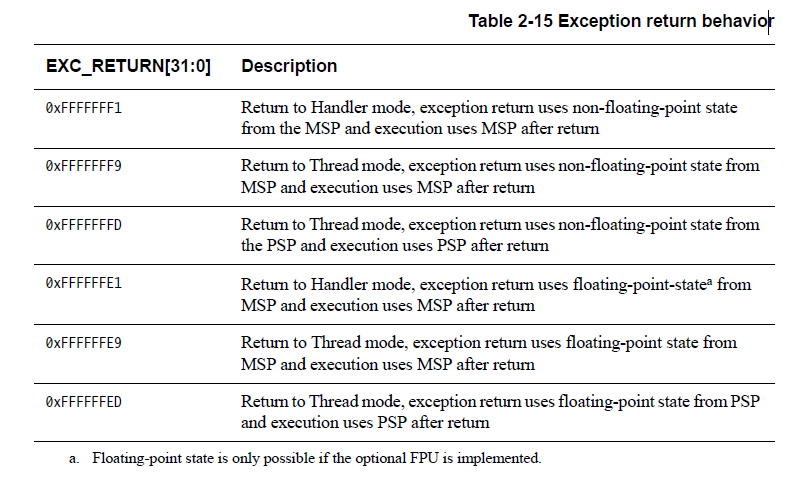 Table 2-15 Exception return behavior
EXC_RETURN[31:0] Description
0xFFFFFFF1 Return to Handler mode, exception return uses non-floating-point state
from the MSP and execution uses MSP after return
0xFFFFFFF9 Return to Thread mode, exception return uses non-floating-point state from
MSP and execution uses MSP after return
0xFFFFFFFD Return to Thread mode, exception return uses non-floating-point state from
the PSP and execution uses PSP after return
0xFFFFFFE1 Return to Handler mode, exception return uses floating-point-stateª from
MSP and execution uses MSP after return
0xFFFFFFE9 Return to Thread mode, exception return uses floating-point state from
MSP and execution uses MSP after return
0xFFFFFFED Return to Thread mode, exception return uses floating-point state from PSP
and execution uses PSP after return
a. Floating-point state is only possible if the optional FPU is implemented.